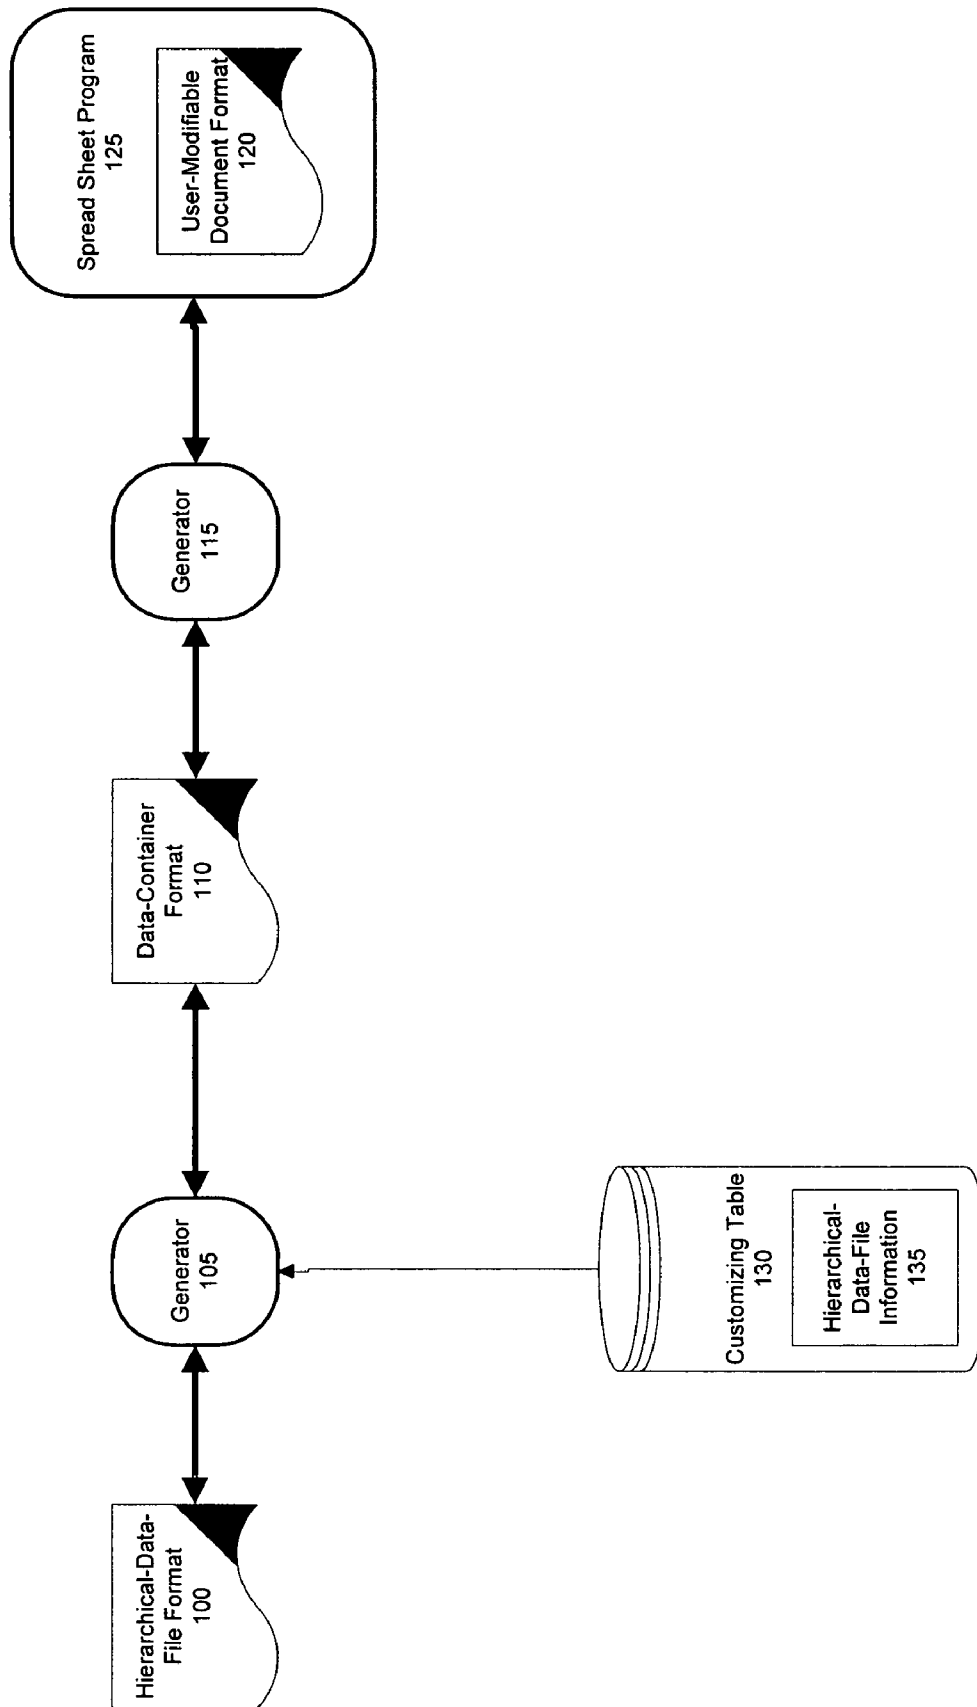 Hierarchical-Data-
File Format
100
Generator
105
Data-Container
Format
110
Generator
115
Spread Sheet Program
125
User-Modifiable
Document Format
120
Customizing Table
130
Hierarchical-
Data-File
Information
135